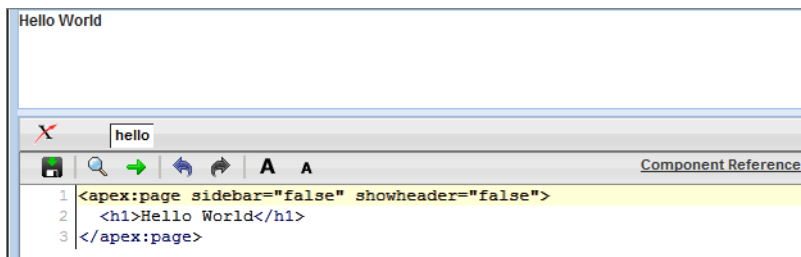 Hello World
hello
A A Component Reference
1 <apex:page sidebar="false" showheader="false">
2 <h1>Hello World</h1>
3 </apex:page>